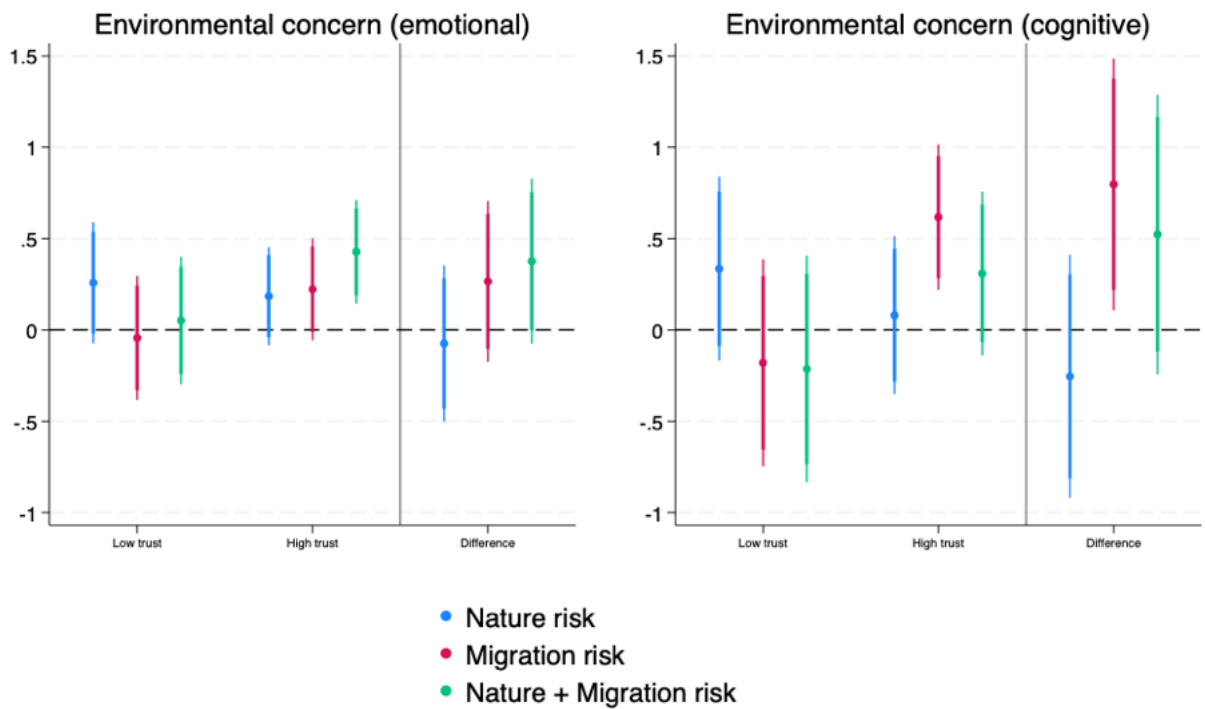 Environmental concern (emotional)
1.5
1
.5
0
-.5
-1
Low trust
High trust
Difference
Environmental concern (cognitive)
1.5
1
.5
0
-.5
-1
Low trust
High trust
Difference
Nature risk
Migration risk
Nature + Migration risk